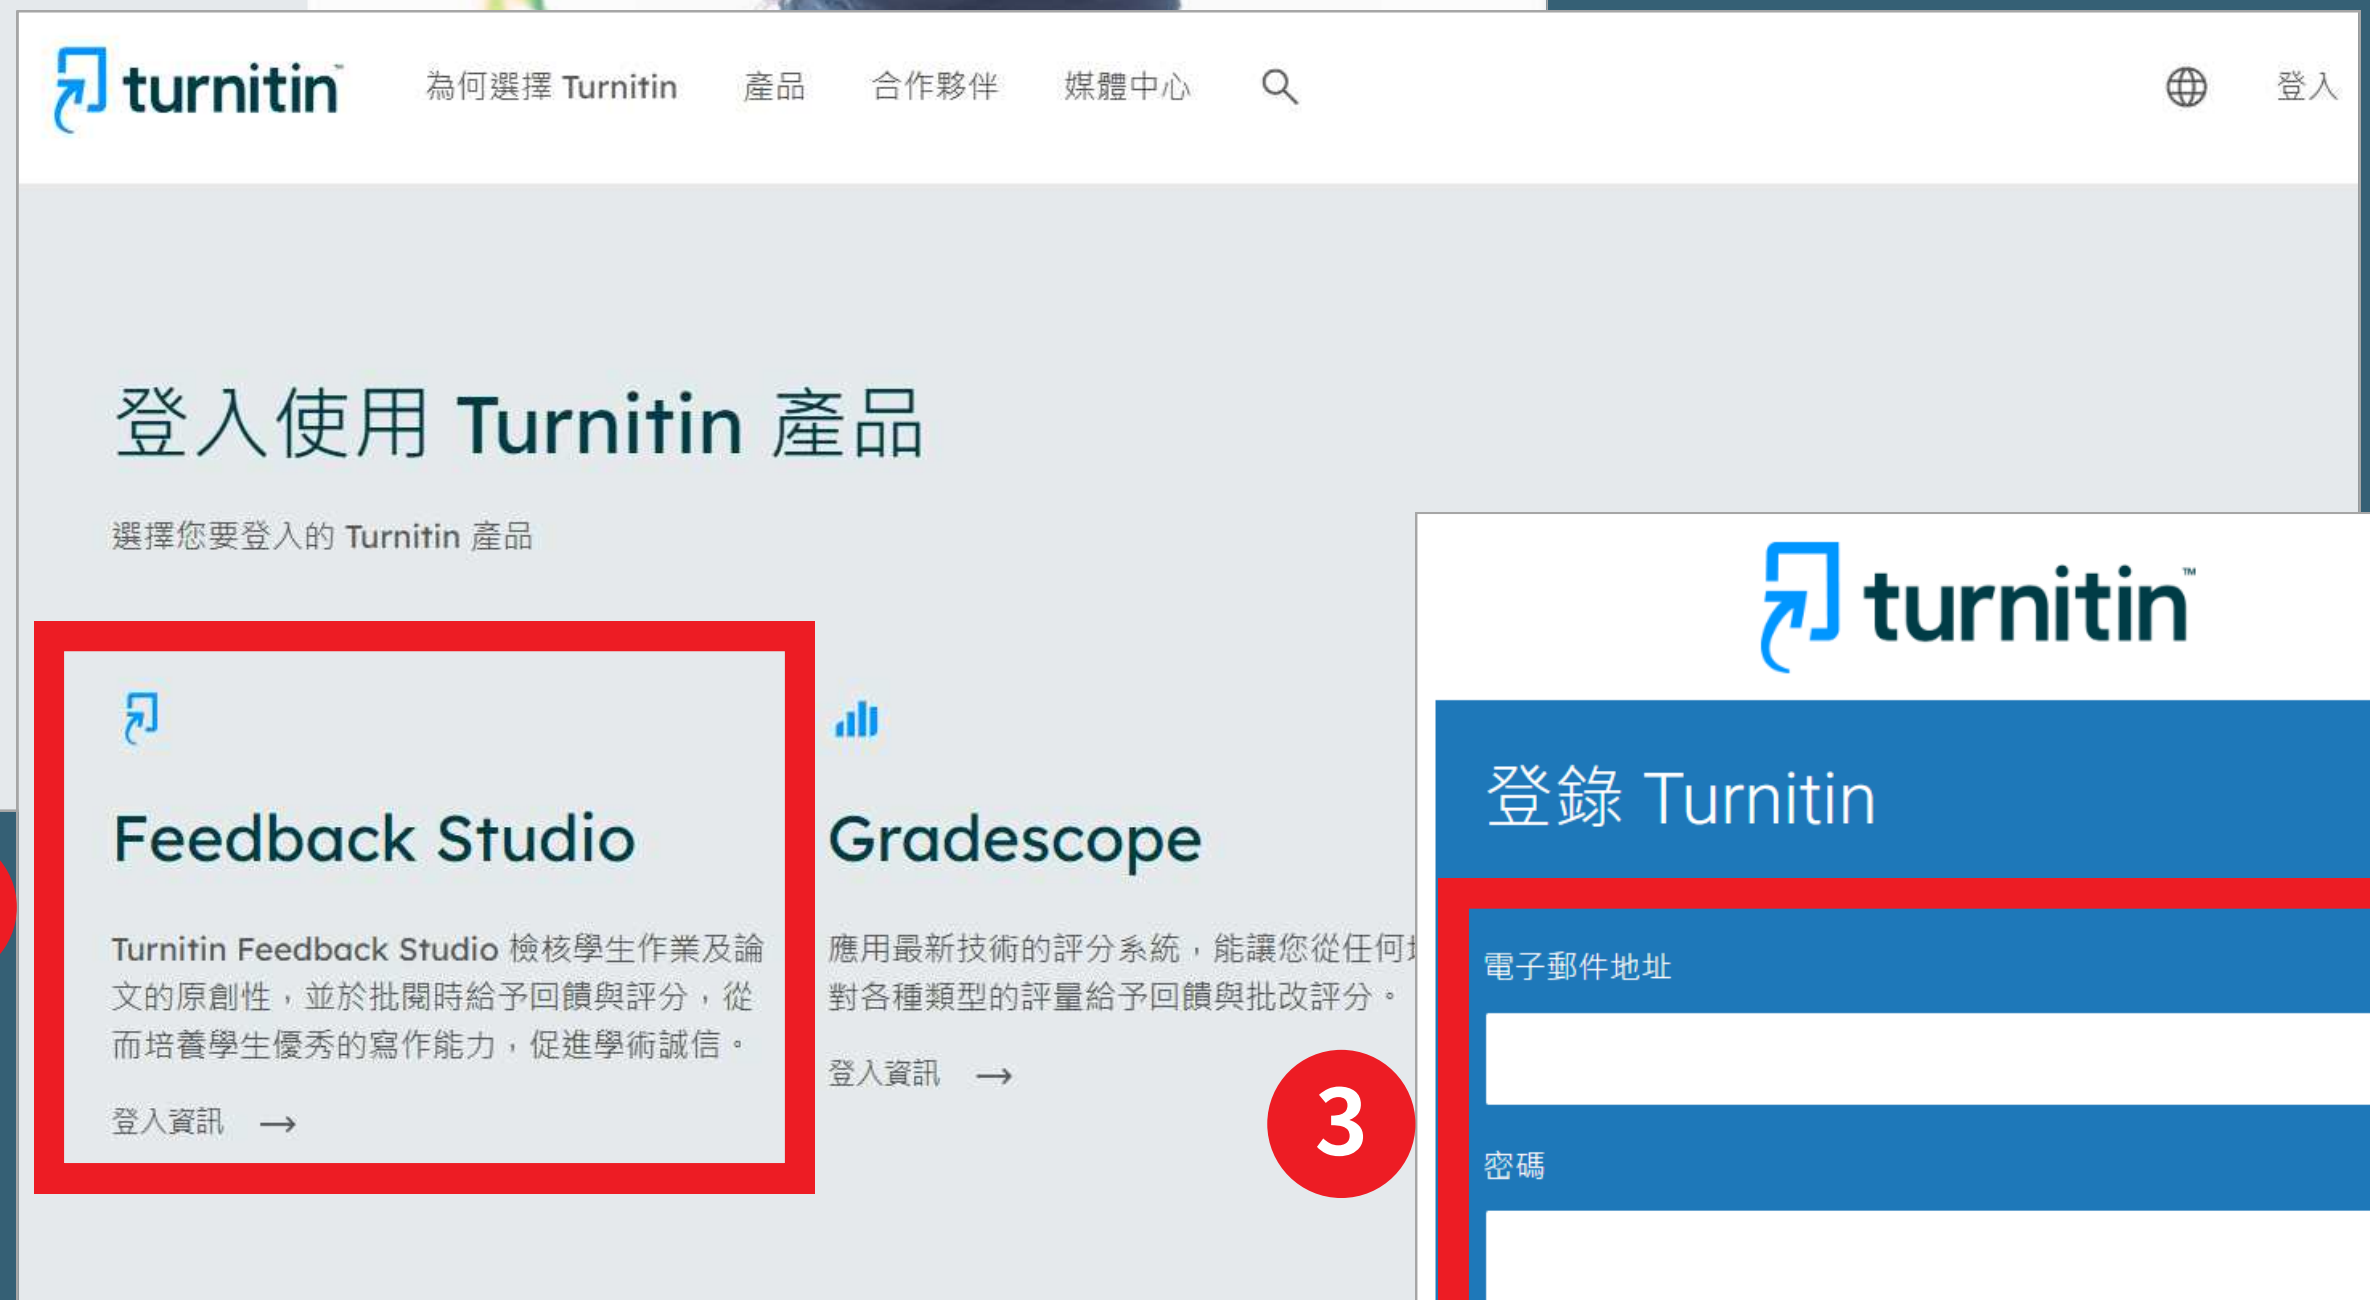 turnitin 為何選擇 Turnitin 產品 合作夥伴 媒體中心 登入
登入使用 Turnitin 產品
選擇您要登入的 Turnitin 產品
Feedback Studio
Turnitin Feedback Studio 檢核學生作業及論
文的原創性，並於批閱時給予回饋與評分，從
而培養學生優秀的寫作能力，促進學術誠信。
登入資訊 →
Gradescope
應用最新技術的評分系統，能讓您從任何
對各種類型的評量給予回饋與批改評分。
登入資訊 →
3
turnitin™
登錄 Turnitin
電子郵件地址
密碼